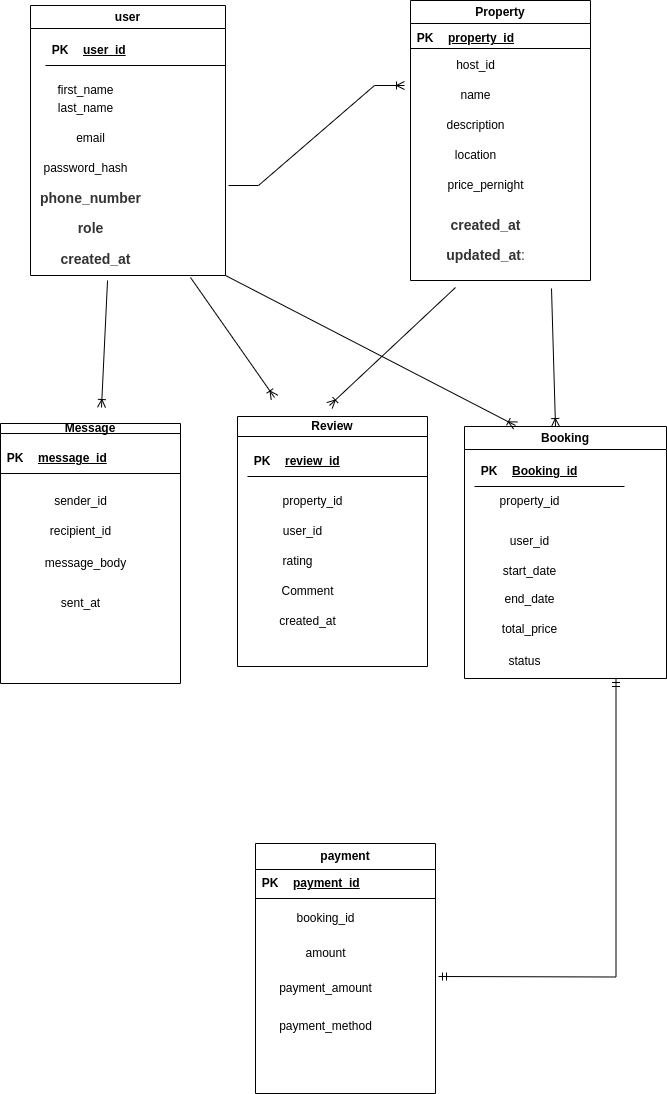 user
PK user_id
first_name
last_name
email
password_hash
phone_number
role
created_at
Property
PK property_id
host_id
name
description
location
price_pernight
created_at
updated_at:
Message
PK message_id
sender_id
recipient_id
message_body
sent_at
Review
PK review_id
property_id
user_id
rating
Comment
created_at
Booking
PK Booking_id
property_id
user_id
start_date
end_date
total_price
status
payment
PK payment_id
booking_id
amount
payment_amount
payment_method